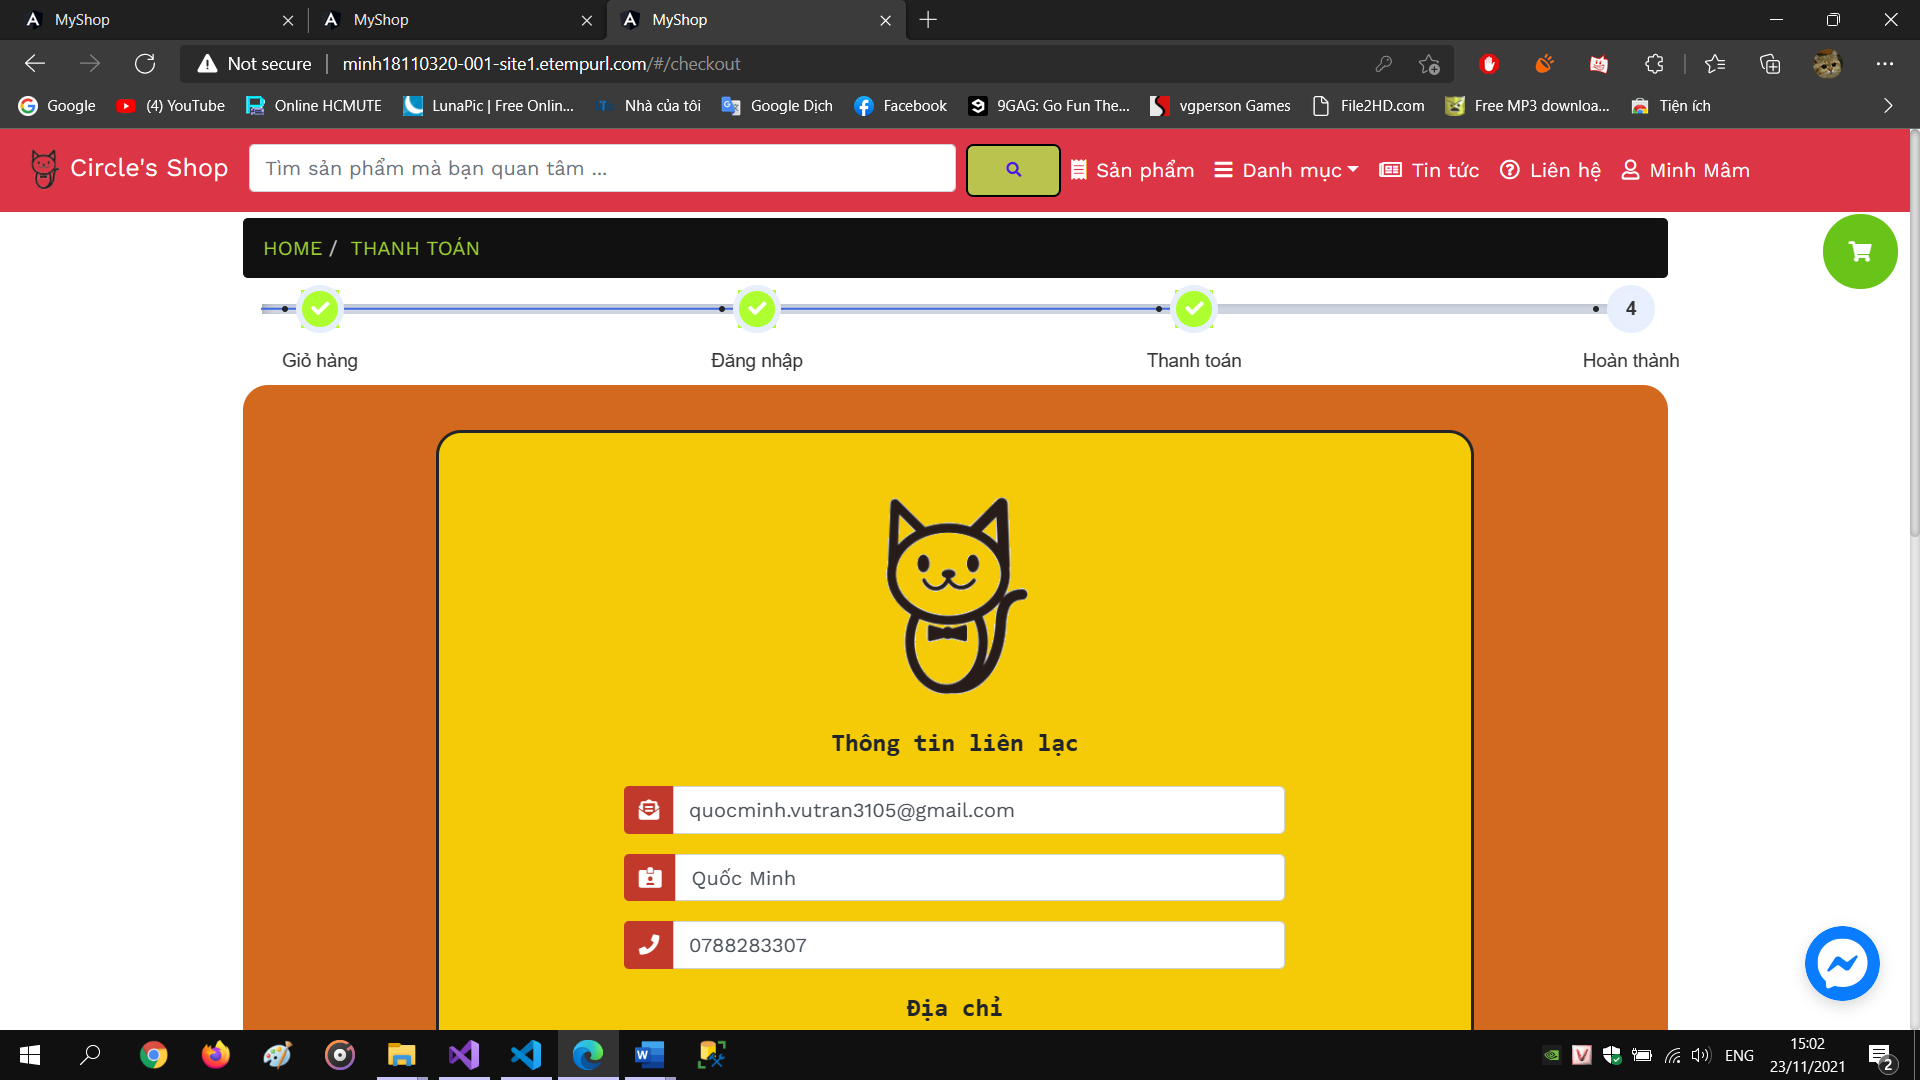 MyShop
MyShop
MyShop
Not secure
minh18110320-001-site1.etempurl.com/#/checkout
Google
(4) YouTube
Online HCMUTE
LunaPic | Free Onlin...
Nhà của tôi
Google Dịch
Facebook
9GAG: Go Fun The...
vgperson Games
File2HD.com
Free MP3 downloa...
Tiện ích
Circle's Shop
Tìm sản phẩm mà bạn quan tâm ...
Sản phẩm
Danh mục
Tin tức
Liên hệ
Minh Mâm
HOME / THANH TOÁN
4
Giỏ hàng
Đăng nhập
Thanh toán
Hoàn thành
Thông tin liên lạc
quocminh.vutran3105@gmail.com
Quốc Minh
0788283307
Địa chỉ
ENG
15:02
23/11/2021
2